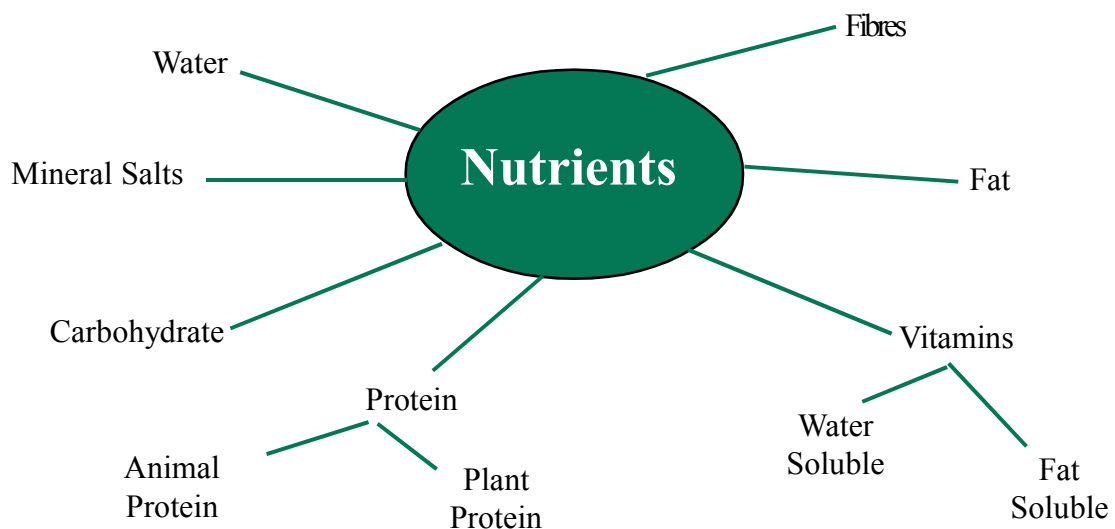 Fibres
Water
Nutrients
Mineral Salts
Fat
Carbohydrate
Vitamins
Protein
Water
Soluble
Animal
Protein
Plant
Protein
Fat
Soluble